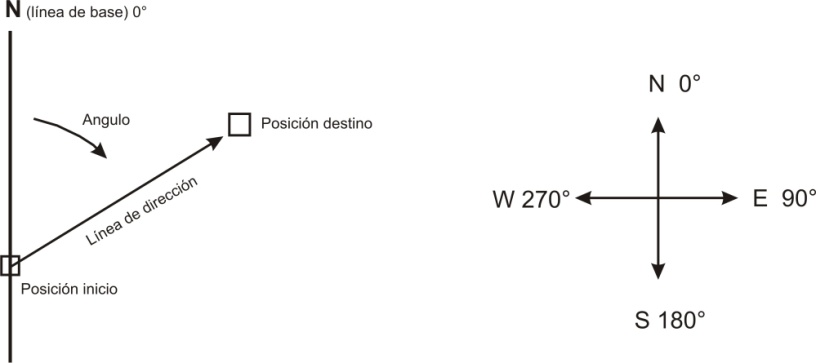 N (línea de base) 0°
Angulo
Posición destino
Línea de dirección
Posición inicio
N 0°
W 270°
E 90°
S 180°